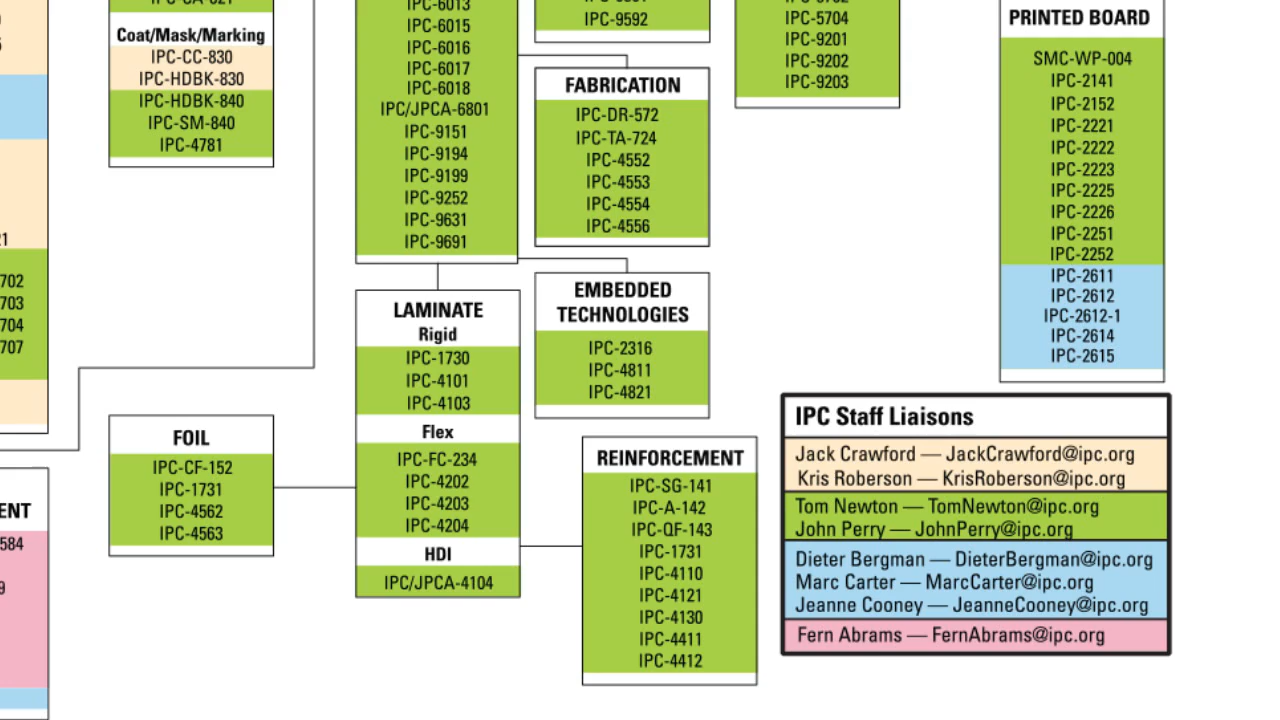 Coat/Mask/Marking
IPC-CC-830
IPC-HDBK-830
IPC-HDBK-840
IPC-SM-840
IPC-4781
702
703
704
707
FOIL
IPC-CF-152
IPC-1731
IPC-4562
IPC-4563
ENT
584
IPC-6013
IPC-6015
IPC-6016
IPC-6017
IPC-6018
IPC/JPCA-6801
IPC-9151
IPC-9194
IPC-9199
IPC-9252
IPC-9631
IPC-9691
LAMINATE
Rigid
IPC-1730
IPC-4101
IPC-4103
Flex
IPC-FC-234
IPC-4202
IPC-4203
IPC-4204
HDI
IPC/JPCA-4104
IPC-9592
FABRICATION
IPC-DR-572
IPC-TA-724
IPC-4552
IPC-4553
IPC-4554
IPC-4556
EMBEDDED
TECHNOLOGIES
IPC-2316
IPC-4811
IPC-4821
REINFORCEMENT
IPC-SG-141
IPC-A-142
IPC-QF-143
IPC-1731
IPC-4110
IPC-4121
IPC-4130
IPC-4411
IPC-4412
IPC-5704
IPC-9201
IPC-9202
IPC-9203
PRINTED BOARD
SMC-WP-004
IPC-2141
IPC-2152
IPC-2221
IPC-2222
IPC-2223
IPC-2225
IPC-2226
IPC-2251
IPC-2252
IPC-2611
IPC-2612
IPC-2612-1
IPC-2614
IPC-2615
IPC Staff Liaisons
Jack Crawford — JackCrawford@ipc.org
Kris Roberson — KrisRoberson@ipc.org
Tom Newton — TomNewton@ipc.org
John Perry — JohnPerry@ipc.org
Dieter Bergman — DieterBergman@ipc.org
Marc Carter — MarcCarter@ipc.org
Jeanne Cooney — JeanneCooney@ipc.org
Fern Abrams — FernAbrams@ipc.org